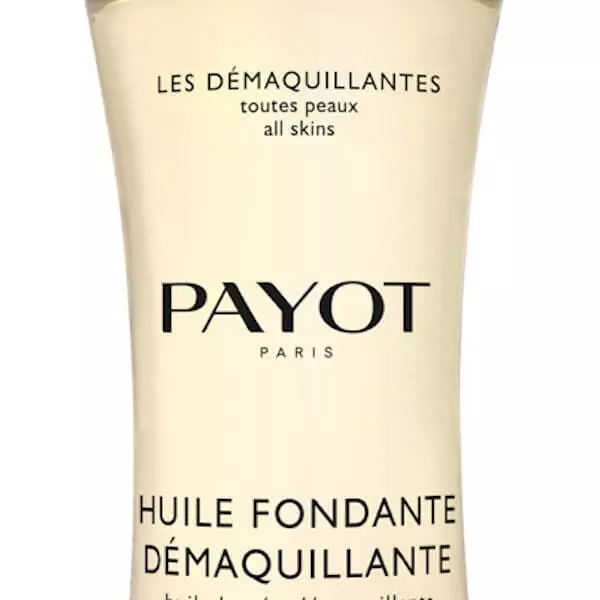 LES DÉMAQUILLANTES
toutes peaux
all skins
PAYOT
PARIS
HUILE FONDANTE
DÉMAQUILLANTE